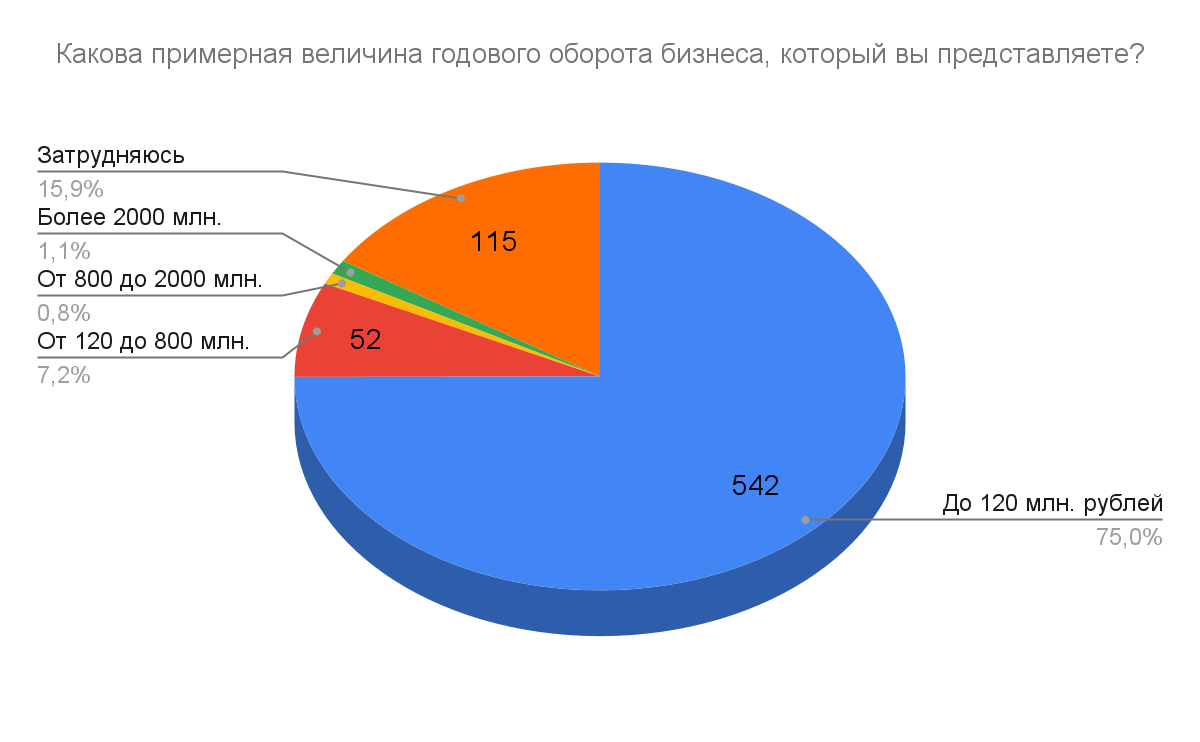 Какова примерная величина годового оборота бизнеса, который вы представляете?
Затрудняюсь
15,9%
Более 2000 млн.
1,1%
От 800 до 2000 млн.
0,8%
От 120 до 800 млн.
7,2%
115
52
542
До 120 млн. рублей
75,0%